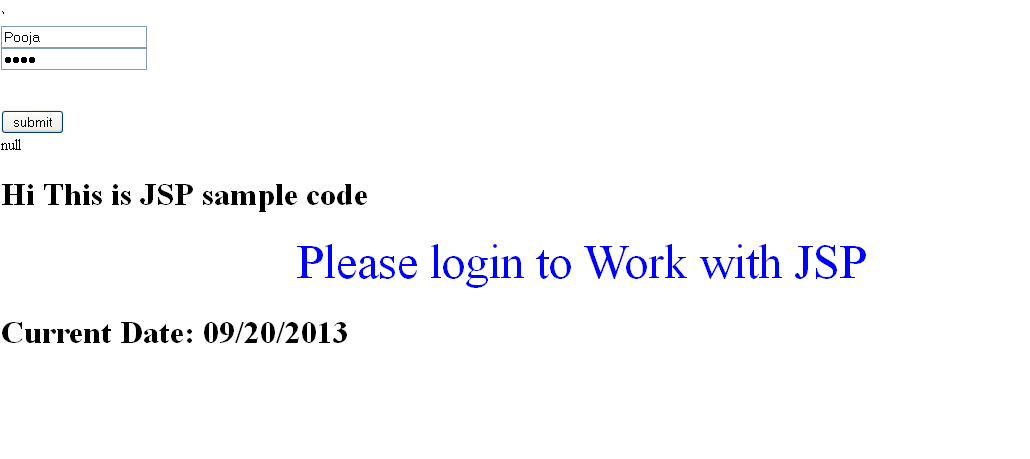 `
Pooja
••••
submit
null
Hi This is JSP sample code
Please login to Work with JSP
Current Date: 09/20/2013